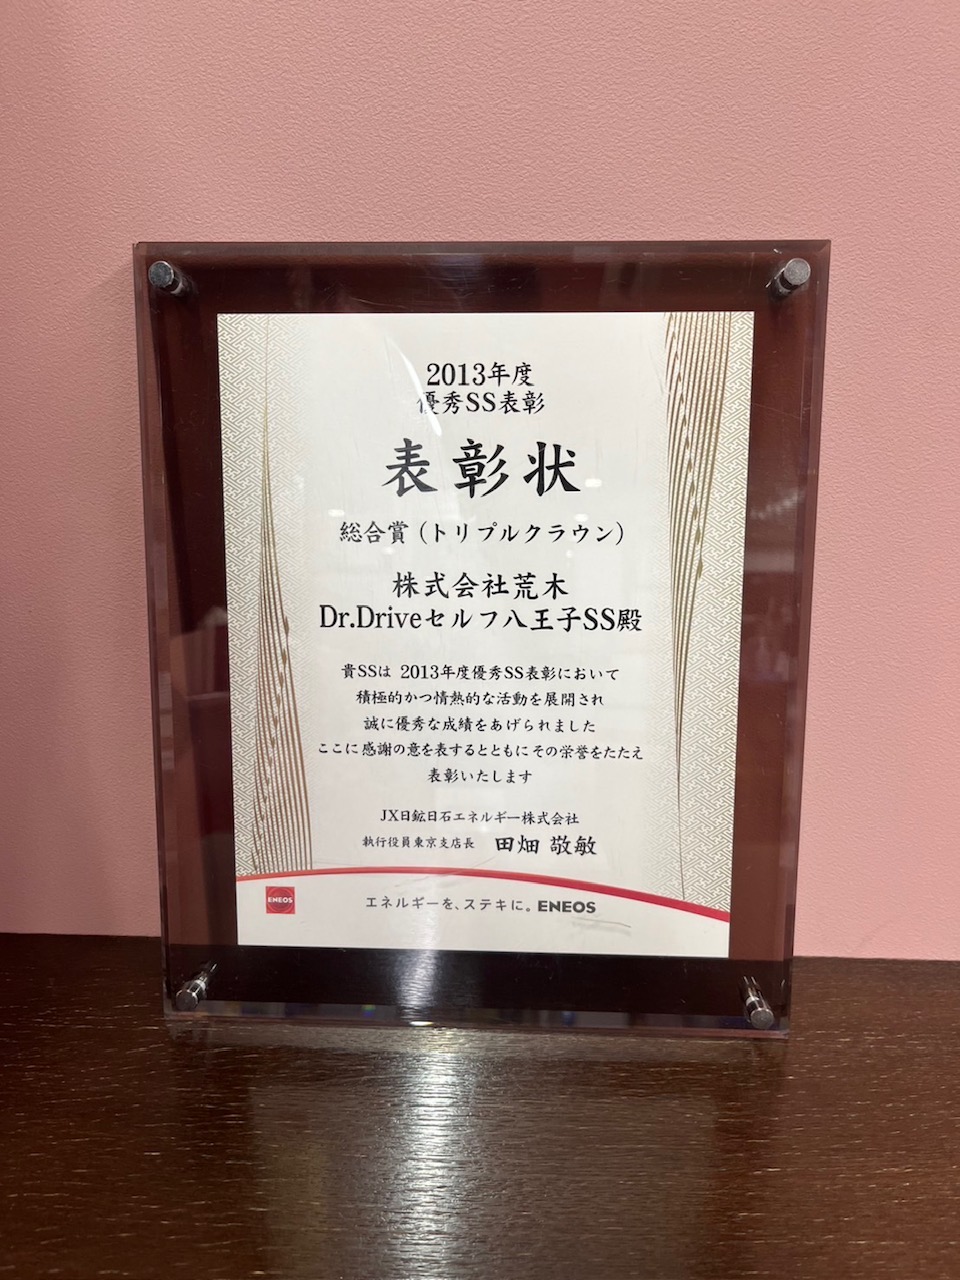 2013年度
優秀SS表彰
表彰状
総合賞（トリプルクラウン）
株式会社荒木
Dr.Driveセルフ八王子SS殿
貴SSは 2013年度優秀SS表彰において
積極的かつ情熱的な活動を展開され
誠に優秀な成績をあげられました
ここに感謝の意を表するとともにその栄誉をたたえ
表彰いたします
JX日鉱日石エネルギー株式会社
執行役員東京支店長 田畑 敬敏
ENEOS
エネルギーを、ステキに。ENEOS